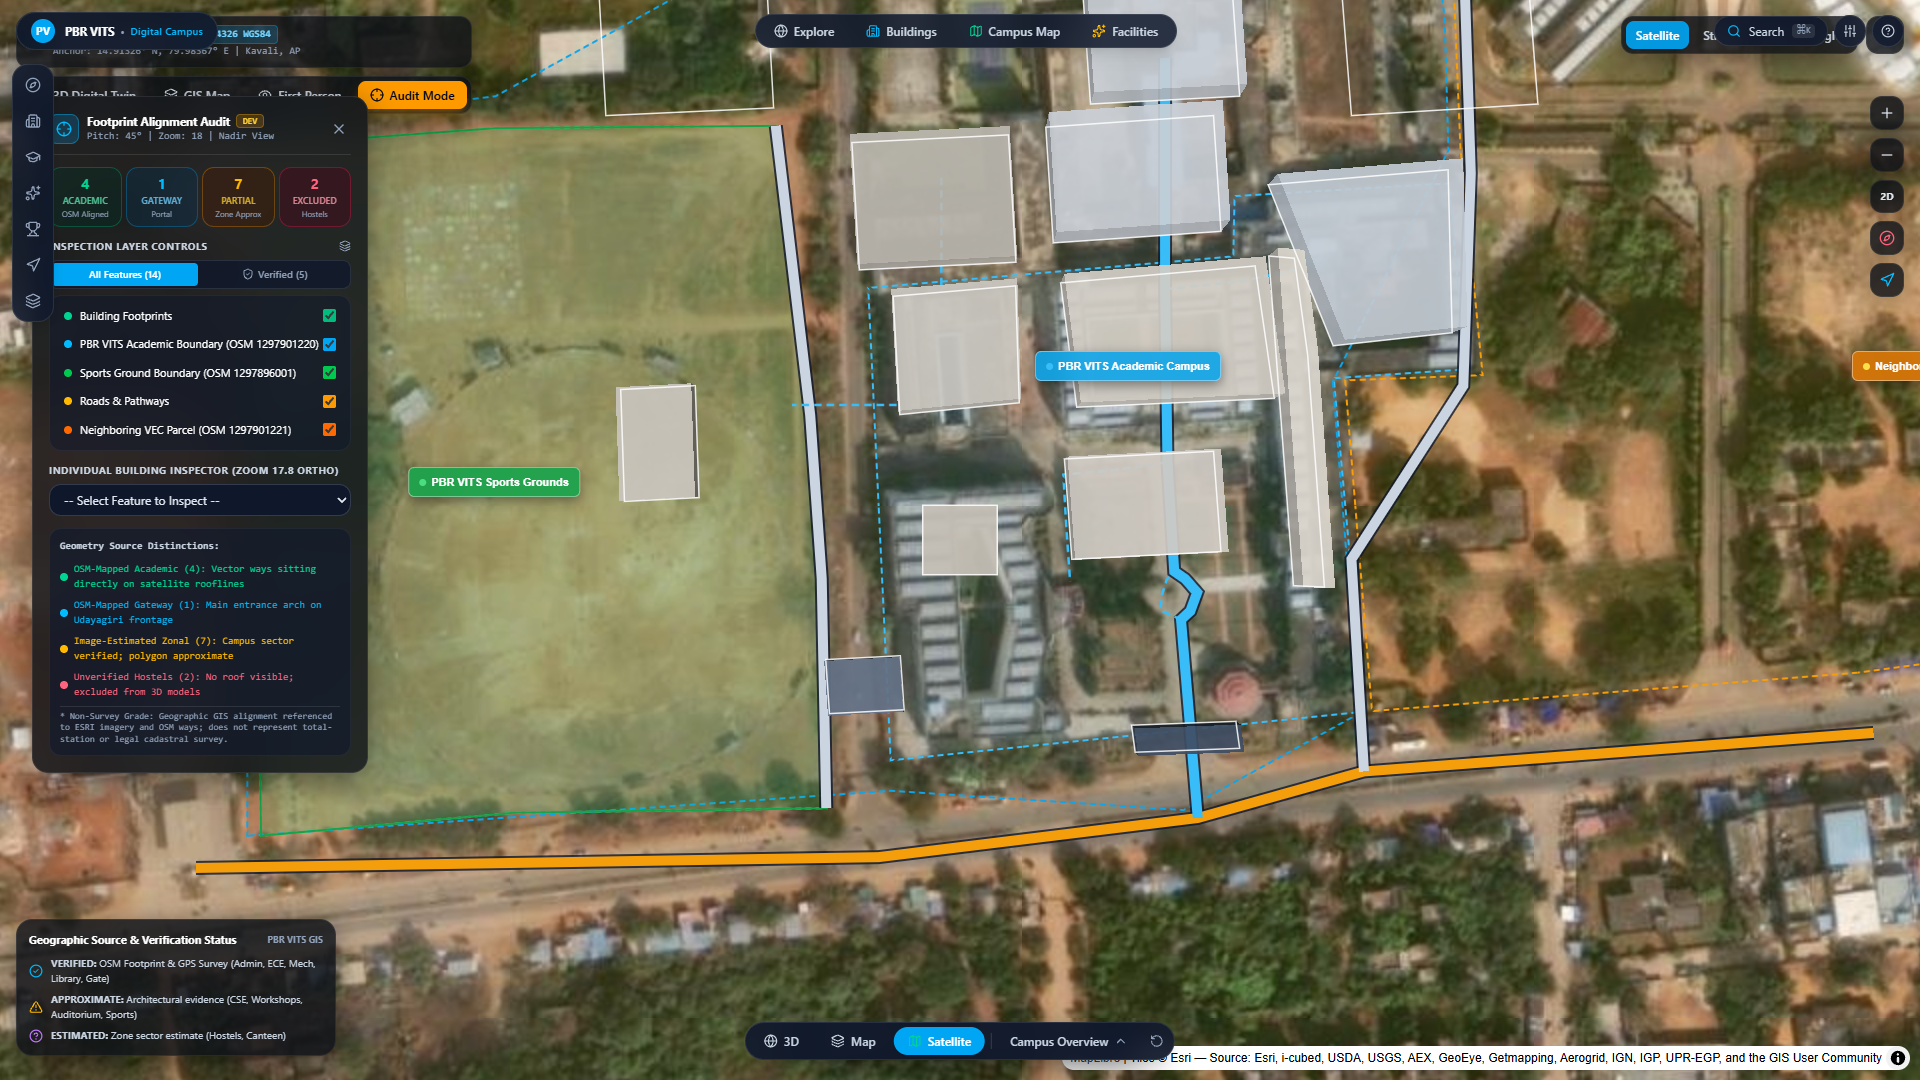 PV PBR VITS • Digital Campus
4326 WGS84
Anchor: 14.91326° N, 79.98367° E | Kavali, AP
Explore
Buildings
Campus Map
Facilities
Satellite
Search ⌘K
3D Digital Twin
GIS Map
First Person
Audit Mode
Footprint Alignment Audit DEV
Pitch: 45° | Zoom: 18 | Nadir View
4
ACADEMIC
OSM Aligned
1
GATEWAY
Portal
7
PARTIAL
Zone Approx
2
EXCLUDED
Hostels
INSPECTION LAYER CONTROLS
All Features (14)
Verified (5)
Building Footprints
PBR VITS Academic Boundary (OSM 1297901220)
Sports Ground Boundary (OSM 1297896001)
Roads & Pathways
Neighboring VEC Parcel (OSM 1297901221)
INDIVIDUAL BUILDING INSPECTOR (ZOOM 17.8 ORTHO)
-- Select Feature to Inspect --
Geometry Source Distinctions:
OSM-Mapped Academic (4): Vector ways sitting
directly on satellite rooflines
OSM-Mapped Gateway (1): Main entrance arch on
Udayagiri frontage
Image-Estimated Zonal (7): Campus sector
verified; polygon approximate
Unverified Hostels (2): No roof visible;
excluded from 3D models
* Non-Survey Grade: Geographic GIS alignment referenced
to ESRI imagery and OSM ways; does not represent total-
station or legal cadastral survey.
PBR VITS Academic Campus
PBR VITS Sports Grounds
Neighbo
2D
Geographic Source & Verification Status PBR VITS GIS
VERIFIED: OSM Footprint & GPS Survey (Admin, ECE, Mech,
Library, Gate)
APPROXIMATE: Architectural evidence (CSE, Workshops,
Auditorium, Sports)
ESTIMATED: Zone sector estimate (Hostels, Canteen)
3D
Map
Satellite
Campus Overview
MapLibre | Tiles © Esri — Source: Esri, i-cubed, USDA, USGS, AEX, GeoEye, Getmapping, Aerogrid, IGN, IGP, UPR-EGP, and the GIS User Community